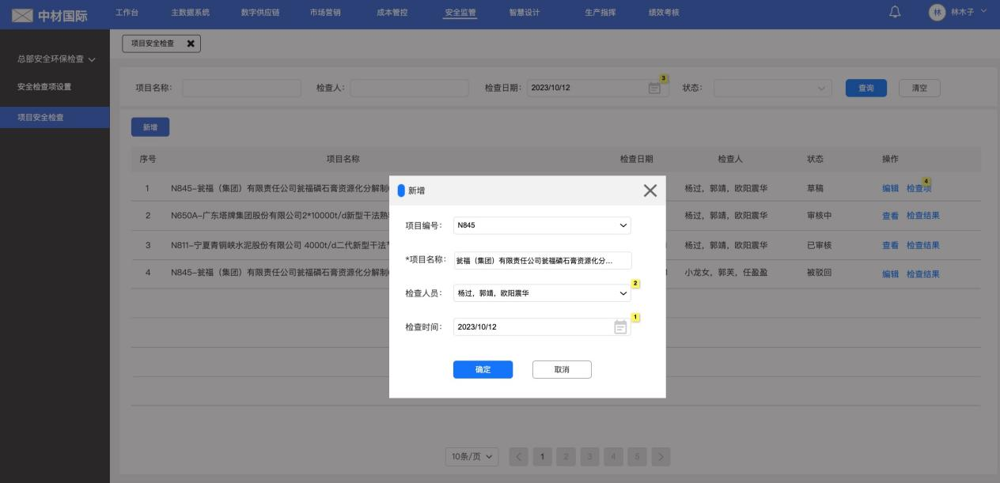 中材国际 工作台 主数据系统 数字供应链 市场营销 成本管控 安全监管 智慧设计 生产指挥 绩效考核 林 林木子
总部安全环保检查
安全检查项设置
项目安全检查
项目安全检查
项目名称: 检查人: 检查日期: 2023/10/12 3 状态: 查询 清空
新增
序号 项目名称 检查日期 检查人 状态 操作
1 N845-瓮福（集团）有限责任公司瓮福磷石膏资源化分解制 杨过，郭靖，欧阳震华 草稿 编辑 检查项 4
2 N650A-广东塔牌集团股份有限公司2*10000t/d新型干法熟 杨过，郭靖，欧阳震华 审核中 查看 检查结果
3 N811-宁夏青铜峡水泥股份有限公司 4000t/d二代新型干法 杨过，郭靖，欧阳震华 已审核 查看 检查结果
4 N845-瓮福（集团）有限责任公司瓮福磷石膏资源化分解制 小龙女，郭芙，任盈盈 被驳回 编辑 检查结果
新增
项目编号: N845
*项目名称: 瓮福（集团）有限责任公司瓮福磷石膏资源化分...
检查人员: 杨过，郭靖，欧阳震华 2
检查时间: 2023/10/12 1
确定 取消
10条/页 1 2 3 4 5